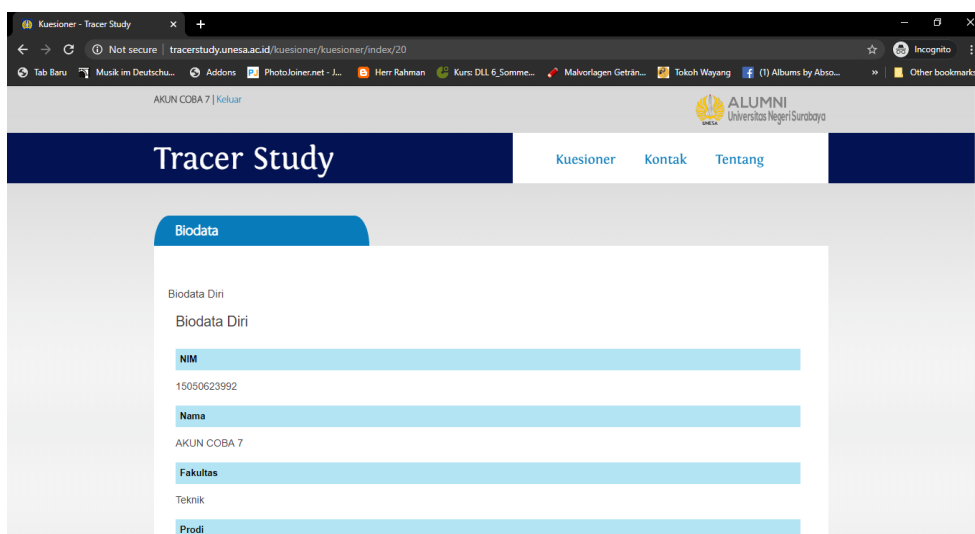 Kuesioner - Tracer Study
Not secure | tracerstudy.unesa.ac.id/kuesioner/kuesioner/index/20
Incognito
Tab Baru Musik im Deutschu... Addons PhotoJoiner.net - J... Herr Rahman Kurs: DLL 6_Somme... Malvorlagen Geträn... Tokoh Wayang (1) Albums by Abso... » Other bookmarks
AKUN COBA 7 | Keluar
UNESA
ALUMNI
Universitas Negeri Surabaya
Tracer Study
Kuesioner Kontak Tentang
Biodata
Biodata Diri
Biodata Diri
NIM
15050623992
Nama
AKUN COBA 7
Fakultas
Teknik
Prodi